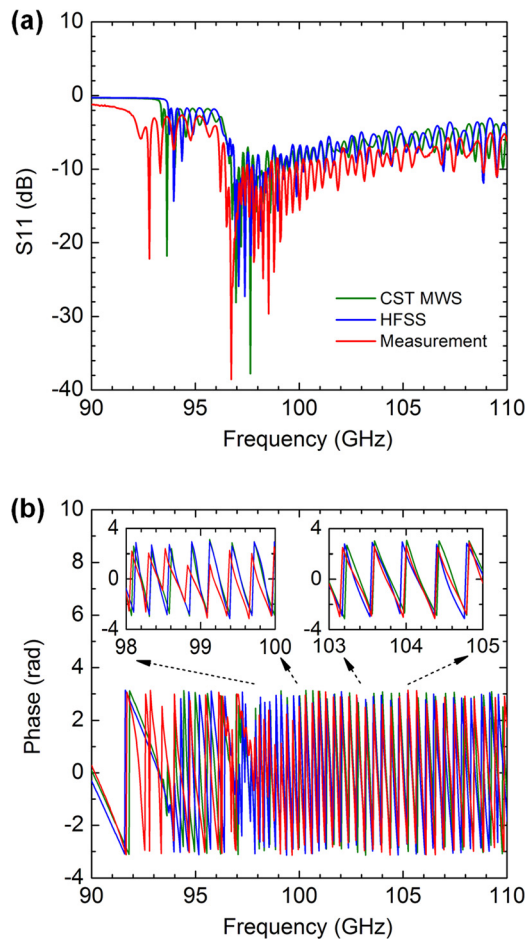 (a)
10
0
-10
-20
-30
-40
S11 (dB)
CST MWS
HFSS
Measurement
90 95 100 105 110
Frequency (GHz)
(b)
10
8
6
4
2
0
-2
-4
Phase (rad)
4
0
-4
98 99 100
4
0
-4
103 104 105
90 95 100 105 110
Frequency (GHz)